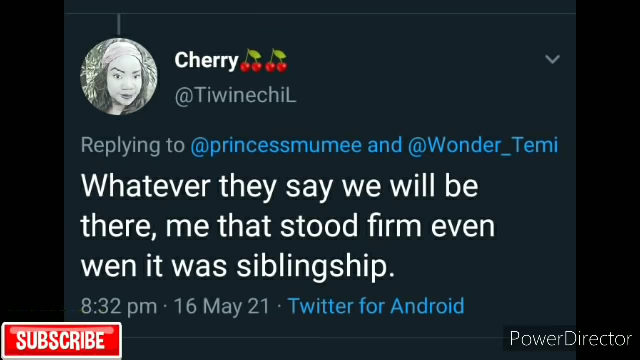 Cherry🍒🍒
@TiwinechiL
Replying to @princessmumee and @Wonder_Temi
Whatever they say we will be
there, me that stood firm even
wen it was siblingship.
8:32 pm · 16 May 21 · Twitter for Android
SUBSCRIBE
PowerDirector